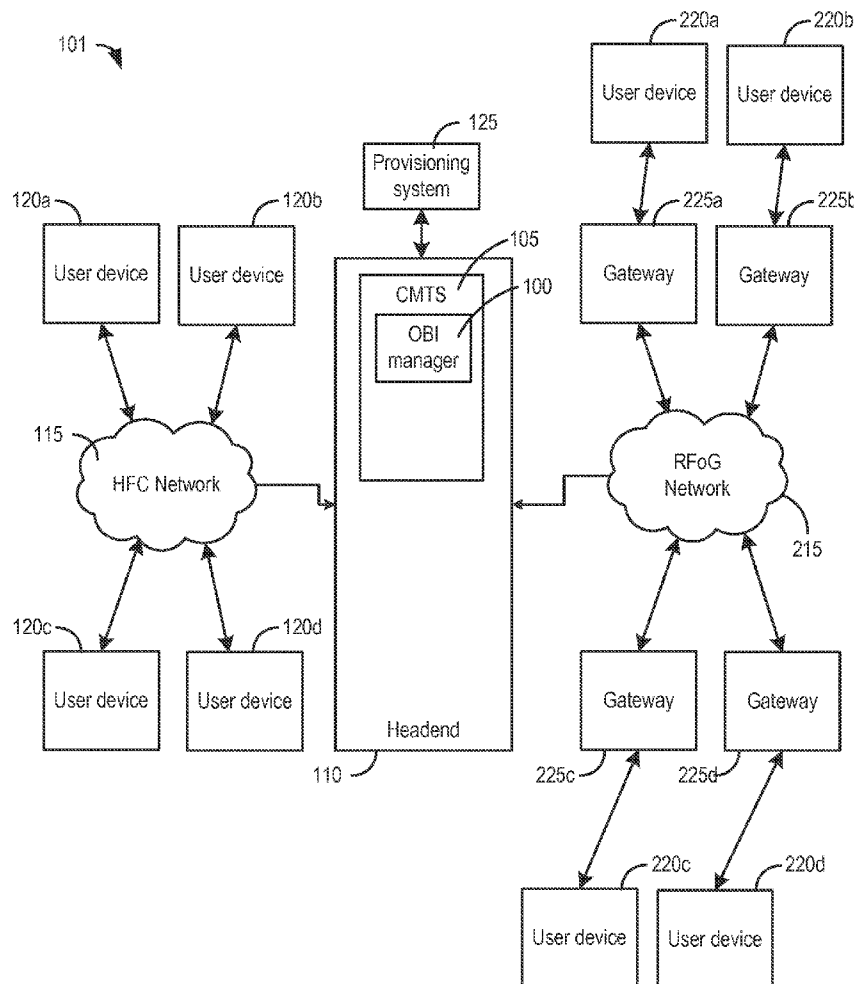 220a
220b
101
User device
User device
125
Provisioning
system
120a
120b
225a
225b
105
User device
User device
CMTS
100
Gateway
Gateway
OBI
manager
115
HFC Network
RFoG
Network
215
120c
120d
User device
User device
Gateway
Gateway
Headend
110
225c
225d
220c
220d
User device
User device